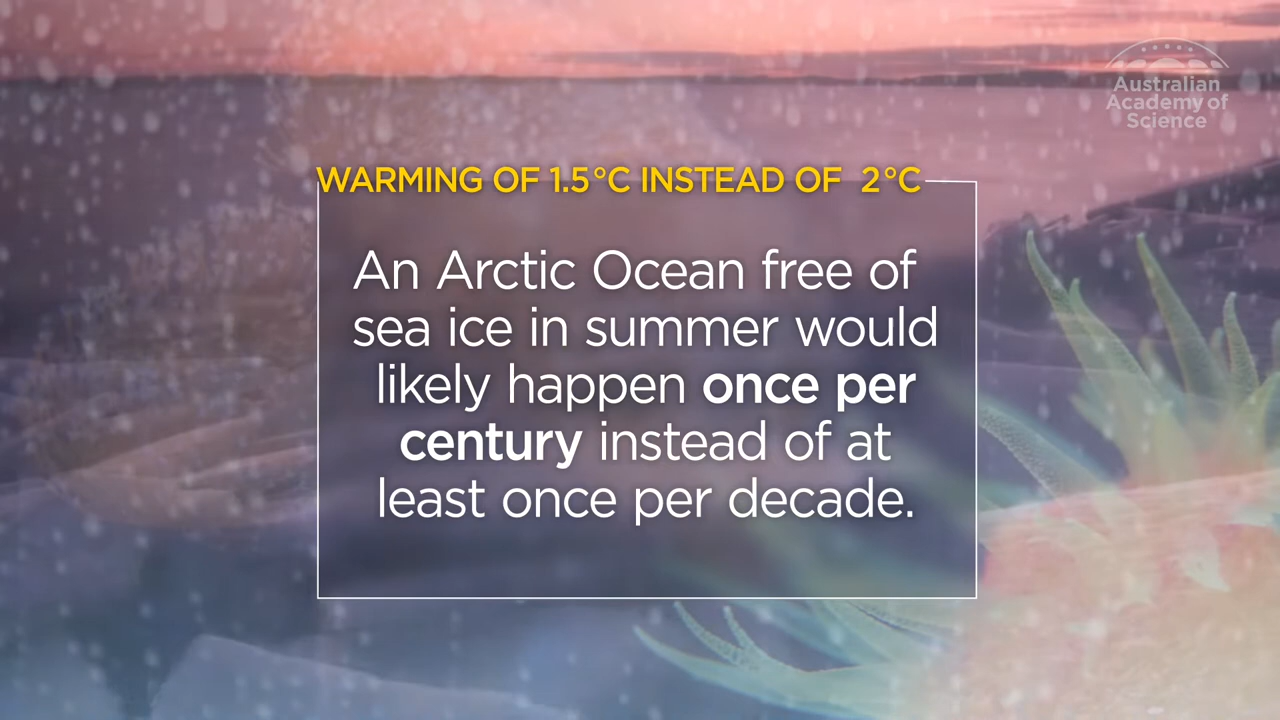 Australian
Academy of
Science
WARMING OF 1.5°C INSTEAD OF 2°C
An Arctic Ocean free of
sea ice in summer would
likely happen once per
century instead of at
least once per decade.